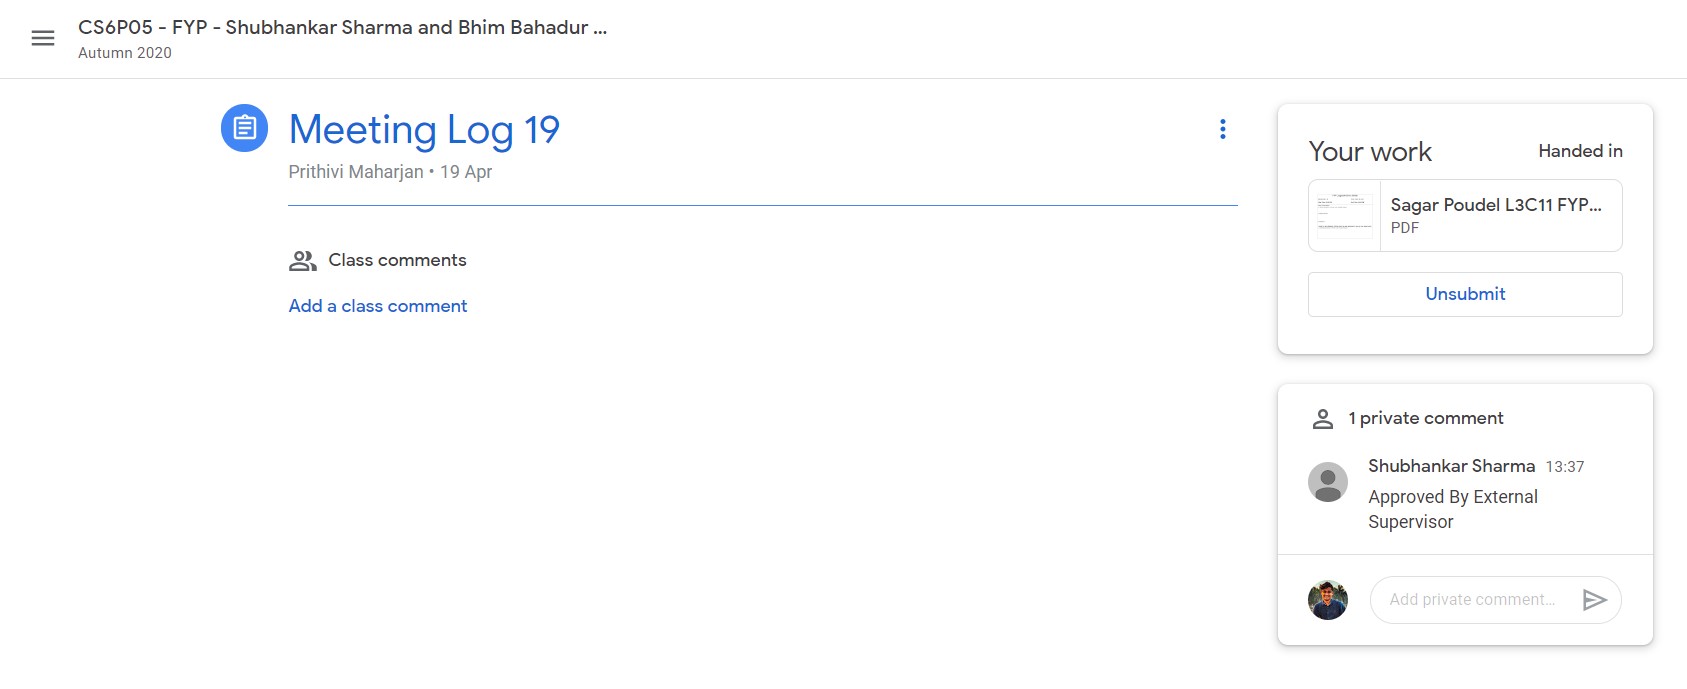 CS6P05 - FYP - Shubhankar Sharma and Bhim Bahadur ...
Autumn 2020
Meeting Log 19
Prithivi Maharjan • 19 Apr
Class comments
Add a class comment
Your work
Handed in
Sagar Poudel L3C11 FYP...
PDF
Unsubmit
1 private comment
Shubhankar Sharma 13:37
Approved By External
Supervisor
Add private comment...